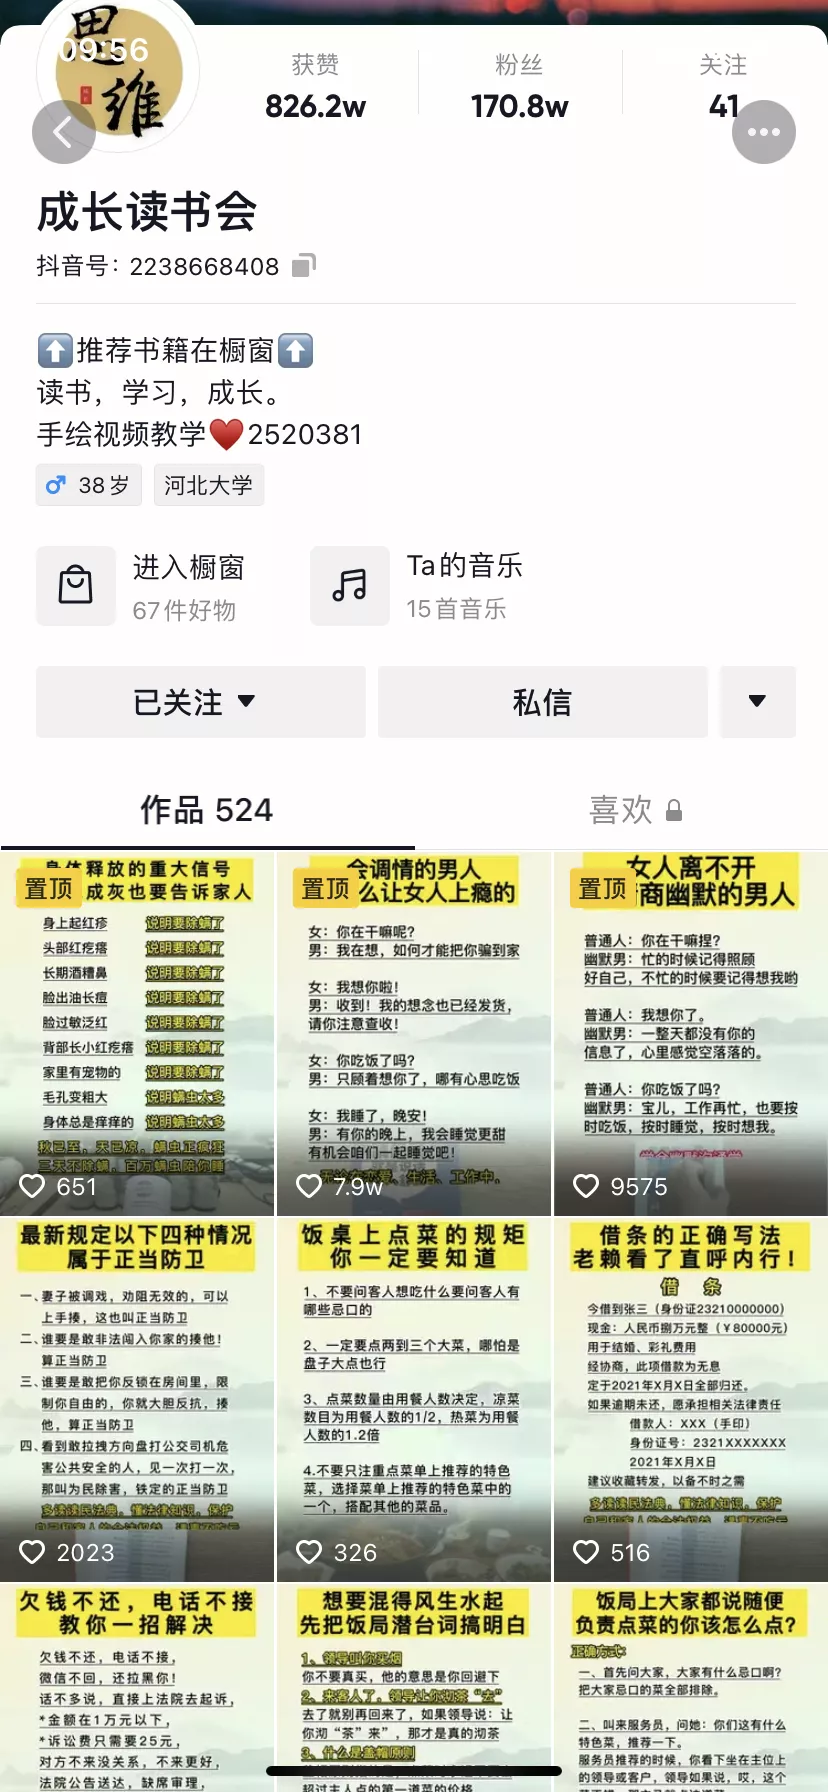 思维
09:56
获赞 粉丝 关注
826.2w 170.8w 41
成长读书会
抖音号：2238668408
推荐书籍在橱窗
读书，学习，成长。
手绘视频教学 2520381
38岁 河北大学
进入橱窗
67件好物
Ta的音乐
15首音乐
已关注 私信
作品 524 喜欢
置顶
身体释放的重大信号
成灰也要告诉家人
身上起红疹 说明要除螨了
头部红疙瘩 说明要除螨了
长期酒糟鼻 说明要除螨了
脸出油长痘 说明要除螨了
脸过敏泛红 说明要除螨了
背部长小红疙瘩 说明要除螨了
家里有宠物的 说明要除螨了
毛孔变粗大 说明螨虫太多
身体总是痒痒的 说明螨虫太多
秋已至，天已凉，螨虫正疯狂
三天不除螨，百万螨虫陪你睡
651
置顶
会调情的男人
么让女人上瘾的
女：你在干嘛呢？
男：我在想，如何才能把你骗到家
女：我想你啦！
男：收到！我的想念也已经发货，
请你注意查收！
女：你吃饭了吗？
男：只顾着想你了，哪有心思吃饭
女：我睡了，晚安！
男：有你的晚上，我会睡觉更甜
有机会咱们一起睡觉吧！
无论在恋爱、生活、工作中，
7.9w
置顶
女人离不开
商幽默的男人
普通人：你在干嘛捏？
幽默男：忙的时候记得照顾
好自己，不忙的时候要记得想我哟
普通人：我想你了。
幽默男：一整天都没有你的
信息了，心里感觉空落落的。
普通人：你吃饭了吗？
幽默男：宝儿，工作再忙，也要按
时吃饭，按时睡觉，按时想我。
9575
最新规定以下四种情况
属于正当防卫
一、妻子被调戏，劝阻无效的，可以
上手揍，这也叫正当防卫
二、谁要是敢非法闯入你家的揍他！
算正当防卫
三、谁要是敢把你反锁在房间里，限
制你自由的，你就大胆反抗，揍
他，算正当防卫
四、看到敢拉拽方向盘打公交司机危
害公共安全的人，见一次打一次，
那叫为民除害，铁定的正当防卫
多读读民法典，懂法律知识，保护
2023
饭桌上点菜的规矩
你一定要知道
1、不要问客人想吃什么要问客人有
哪些忌口的
2、一定要点两到三个大菜，哪怕是
盘子大点也行
3、点菜数量由用餐人数决定，凉菜
数目为用餐人数的1/2，热菜为用餐
人数的1.2倍
4.不要只注重点菜单上推荐的特色
菜，选择菜单上推荐的特色菜中的
一个，搭配其他的菜品。
326
借条的正确写法
老赖看了直呼内行！
借 条
今借到张三（身份证23210000000）
现金：人民币捌万元整（￥80000元）
用于结婚、彩礼费用
经协商，此项借款为无息
定于2021年X月X日全部归还。
如果逾期未还，愿承担相关法律责任
借款人：XXX（手印）
身份证号：2321XXXXXXX
2021年X月X日
建议收藏转发，以备不时之需
多读读民法典，懂法律知识，保护
516
欠钱不还，电话不接
教你一招解决
欠钱不还，电话不接，
微信不回，还拉黑你！
话不多说，直接上法院去起诉，
*金额在1万元以下，
*诉讼费只需要25元，
对方不来没关系，不来更好，
法院公告送达，缺席审理，
想要混得风生水起
先把饭局潜台词搞明白
1、领导叫你买烟
你不要真买，他的意思是你回避下
2、来客人了，领导让你沏茶“去”
去了就别再回来了，如果领导说：让
你沏“茶”来，那才是真的沏茶
3、什么是盖帽原则
超过主人点的第一道菜的价格
饭局上大家都说随便
负责点菜的你该怎么点？
正确方式：
一、首先问大家，大家有什么忌口啊？
把大家忌口的菜全部排除。
二、叫来服务员，问她：你们这有什么
特色菜，推荐一下。
服务员推荐的时候，你看下坐在主位上
的领导或客户，领导如果说，哎，这个